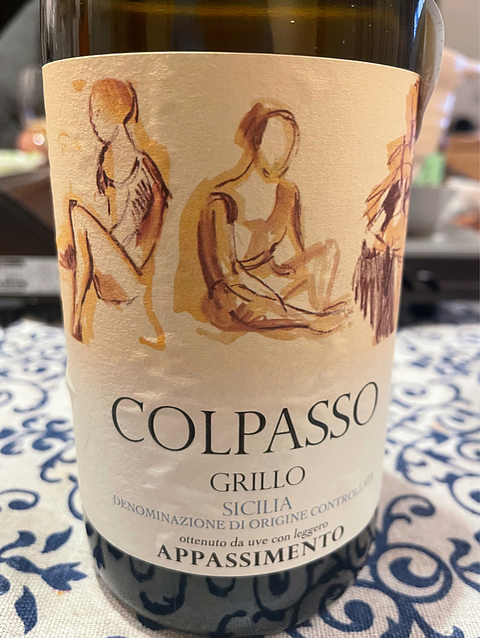 COLPASSO
GRILLO
SICILIA
DENOMINAZIONE DI ORIGINE CONTROLLATA
ottenuto da uve con leggero
APPASSIMENTO